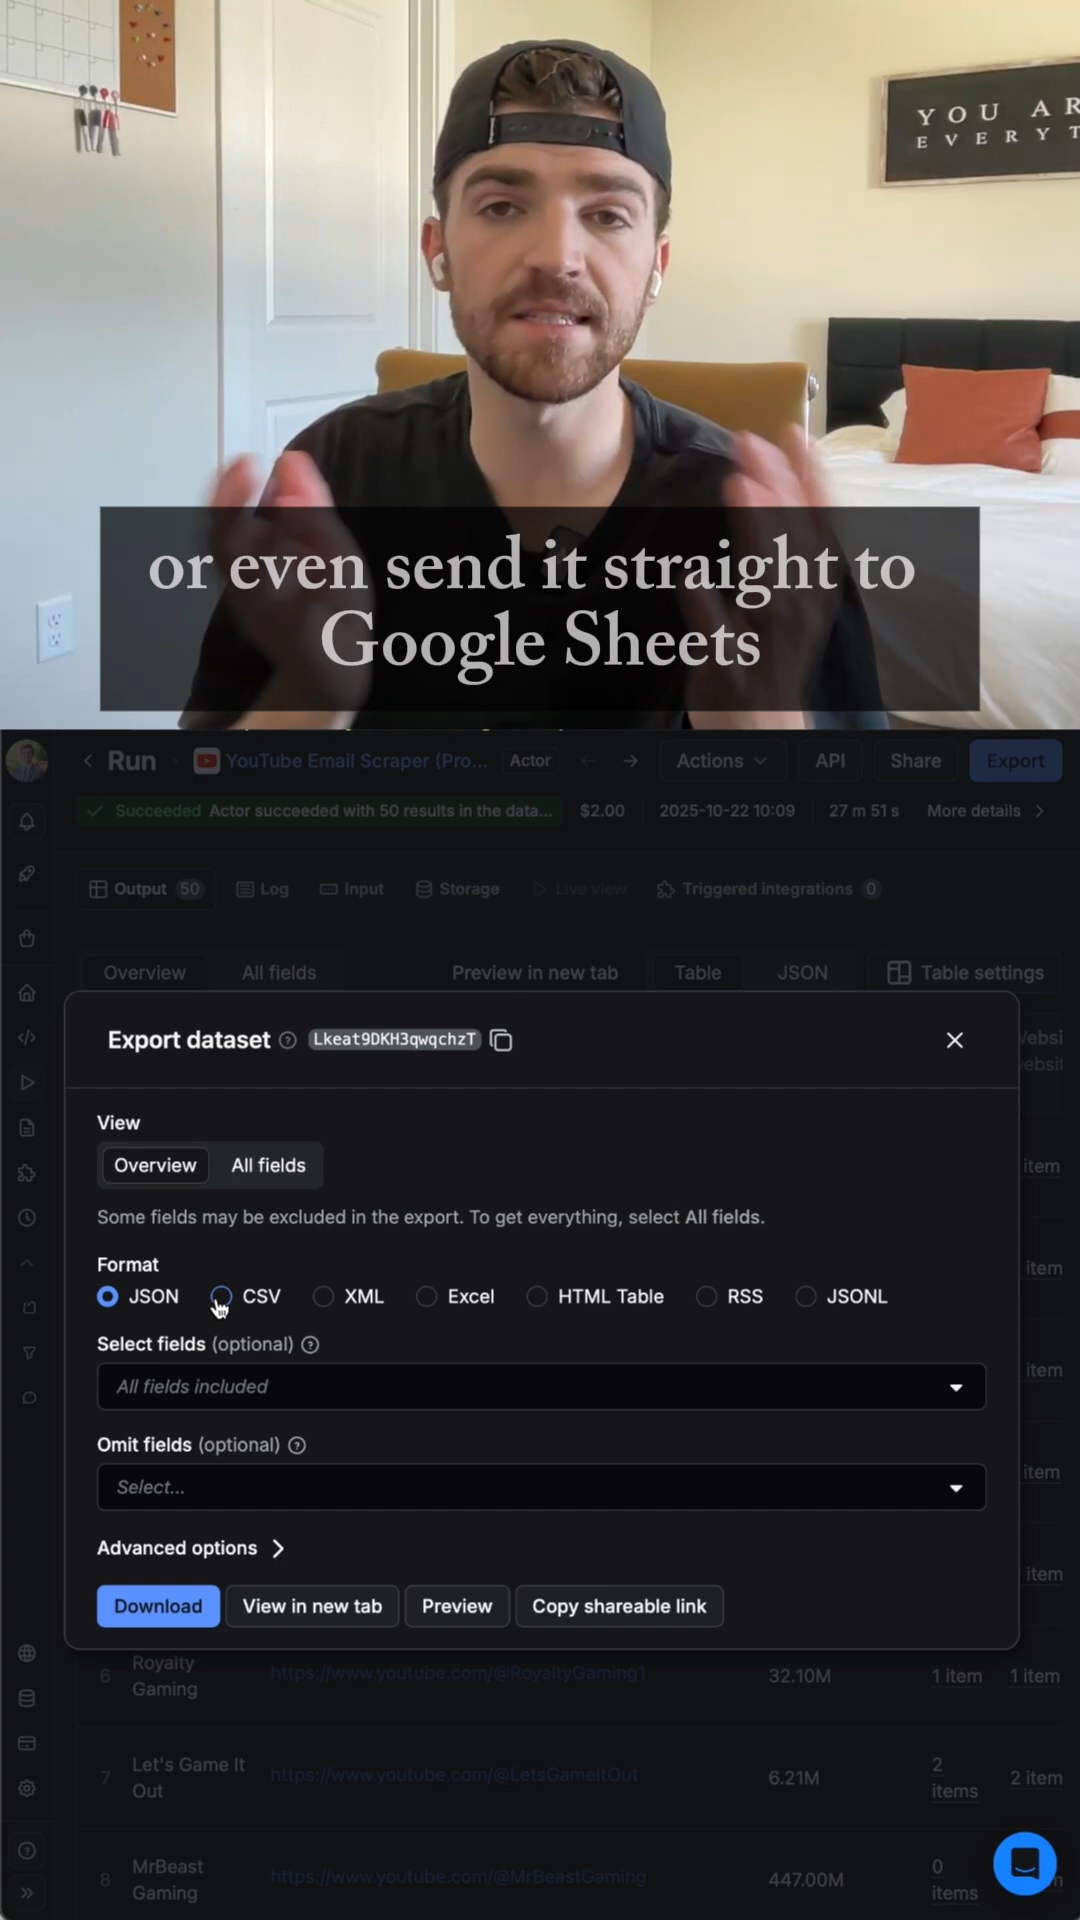 YOU AR
EVERYT
or even send it straight to
Google Sheets
Run
YouTube Email Scraper (Pro...
Actor
Actions
API
Share
Export
Succeeded Actor succeeded with 50 results in the data...
$2.00
2025-10-22 10:09
27 m 51 s
More details
Output 50
Log
Input
Storage
Live view
Triggered integrations 0
Overview
All fields
Preview in new tab
Table
JSON
Table settings
Export dataset
Lkeat9DKH3qwqchzT
View
Overview
All fields
Some fields may be excluded in the export. To get everything, select All fields.
Format
JSON
CSV
XML
Excel
HTML Table
RSS
JSONL
Select fields (optional)
All fields included
Omit fields (optional)
Select...
Advanced options
Download
View in new tab
Preview
Copy shareable link
item
item
item
item
item
6
Royalty
Gaming
https://www.youtube.com/@RoyaltyGaming1
32.10M
1 item
1 item
7
Let's Game It
Out
https://www.youtube.com/@LetsGameItOut
6.21M
2
items
2 item
8
MrBeast
Gaming
https://www.youtube.com/@MrBeastGaming
447.00M
0
items